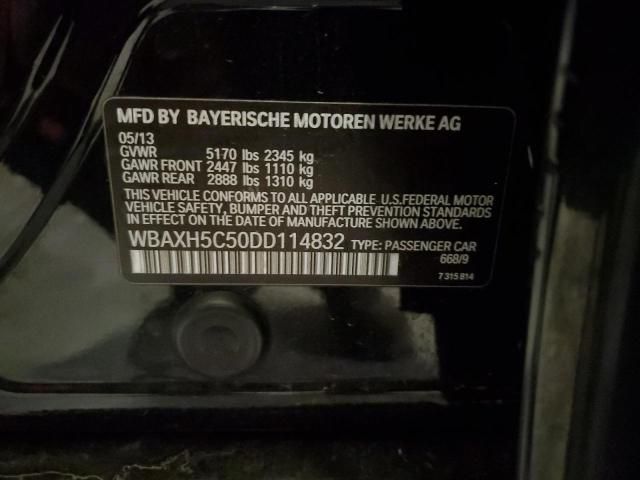 MFD BY BAYERISCHE MOTOREN WERKE AG
05/13
GVWR 5170 lbs 2345 kg
GAWR FRONT 2447 lbs 1110 kg
GAWR REAR 2888 lbs 1310 kg
THIS VEHICLE CONFORMS TO ALL APPLICABLE U.S.FEDERAL MOTOR
VEHICLE SAFETY, BUMPER AND THEFT PREVENTION STANDARDS
IN EFFECT ON THE DATE OF MANUFACTURE SHOWN ABOVE.
WBAXH5C50DD114832 TYPE: PASSENGER CAR
668/9
7 315 814